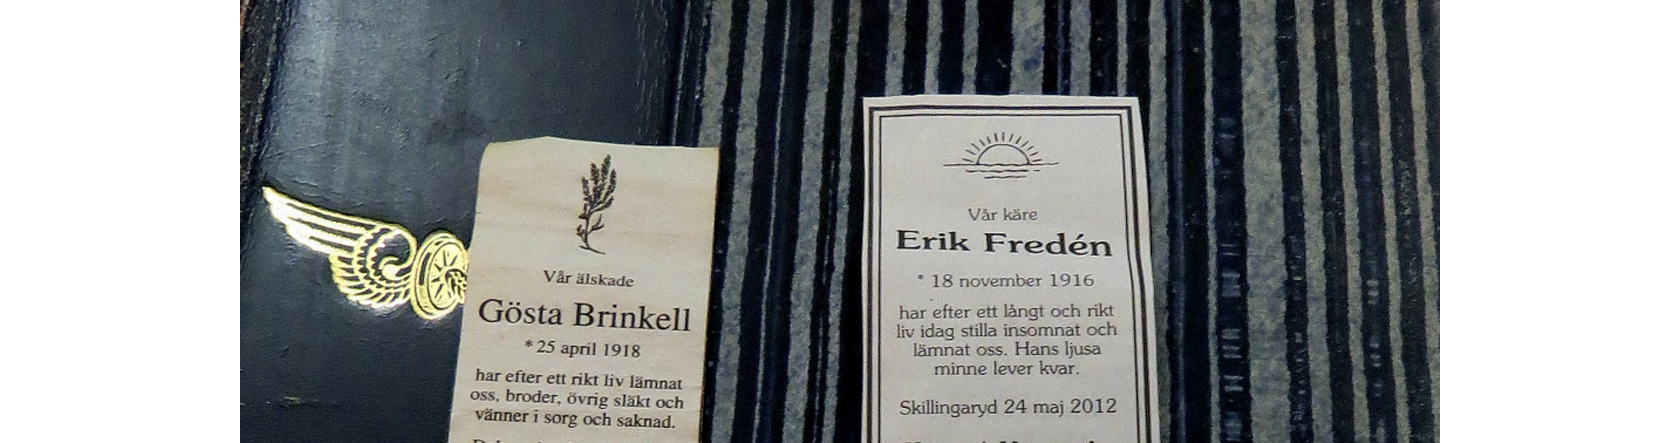 Vår älskade
Gösta Brinkell
* 25 april 1918
har efter ett rikt liv lämnat
oss, broder, övrig släkt och
vänner i sorg och saknad.
Vår käre
Erik Fredén
* 18 november 1916
har efter ett långt och rikt
liv idag stilla insomnat och
lämnat oss. Hans ljusa
minne lever kvar.
Skillingaryd 24 maj 2012